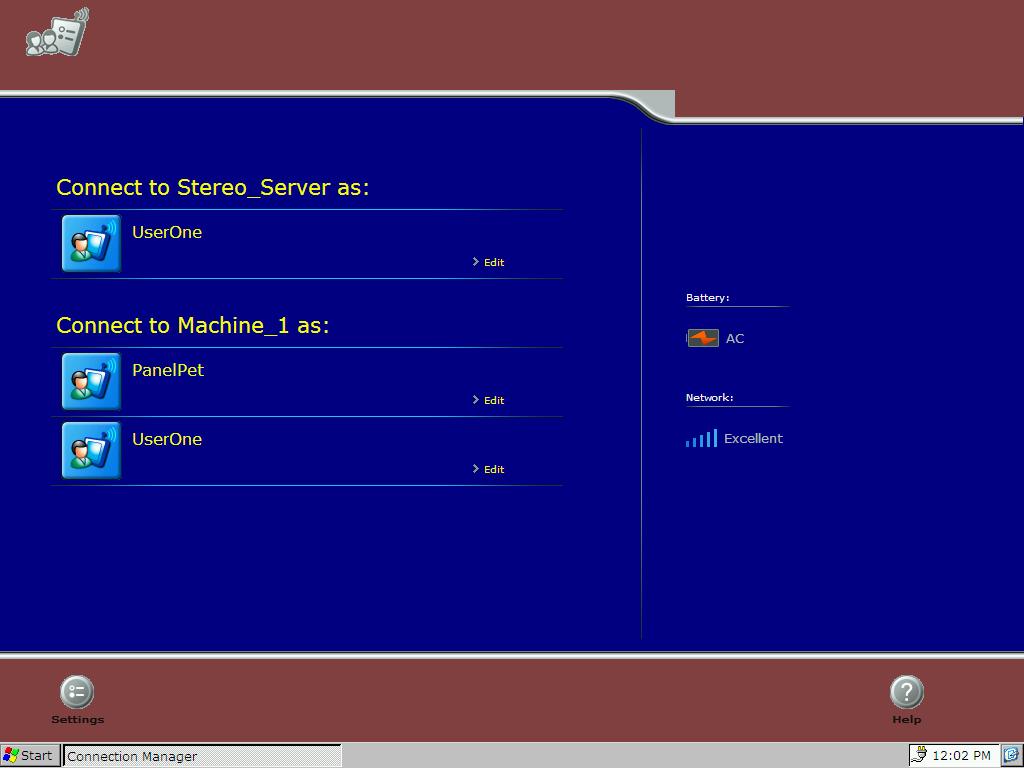 Connect to Stereo_Server as:
UserOne
Edit
Connect to Machine_1 as:
PanelPet
Edit
UserOne
Edit
Battery:
AC
Network:
Excellent
Settings
Help
Start
Connection Manager
12:02 PM